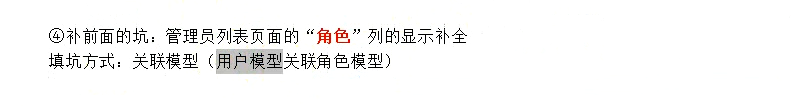 ④补前面的坑：管理员列表页面的“角色”列的显示补全
填坑方式：关联模型（用户模型关联角色模型）